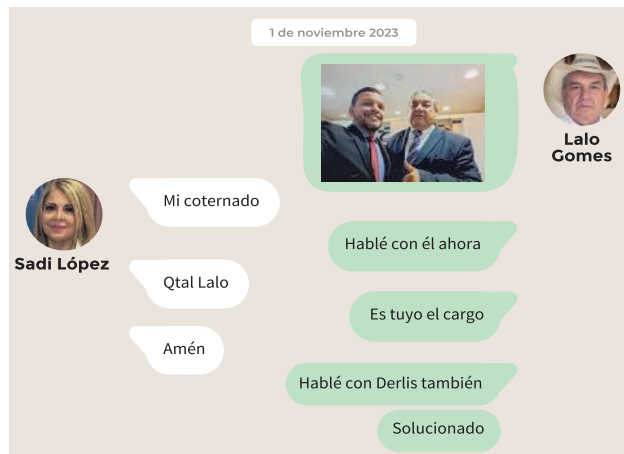 1 de noviembre 2023
Lalo
Gomes
Mi coternado
Sadi López
Hablé con él ahora
Qtal Lalo
Es tuyo el cargo
Amén
Hablé con Derlis también
Solucionado